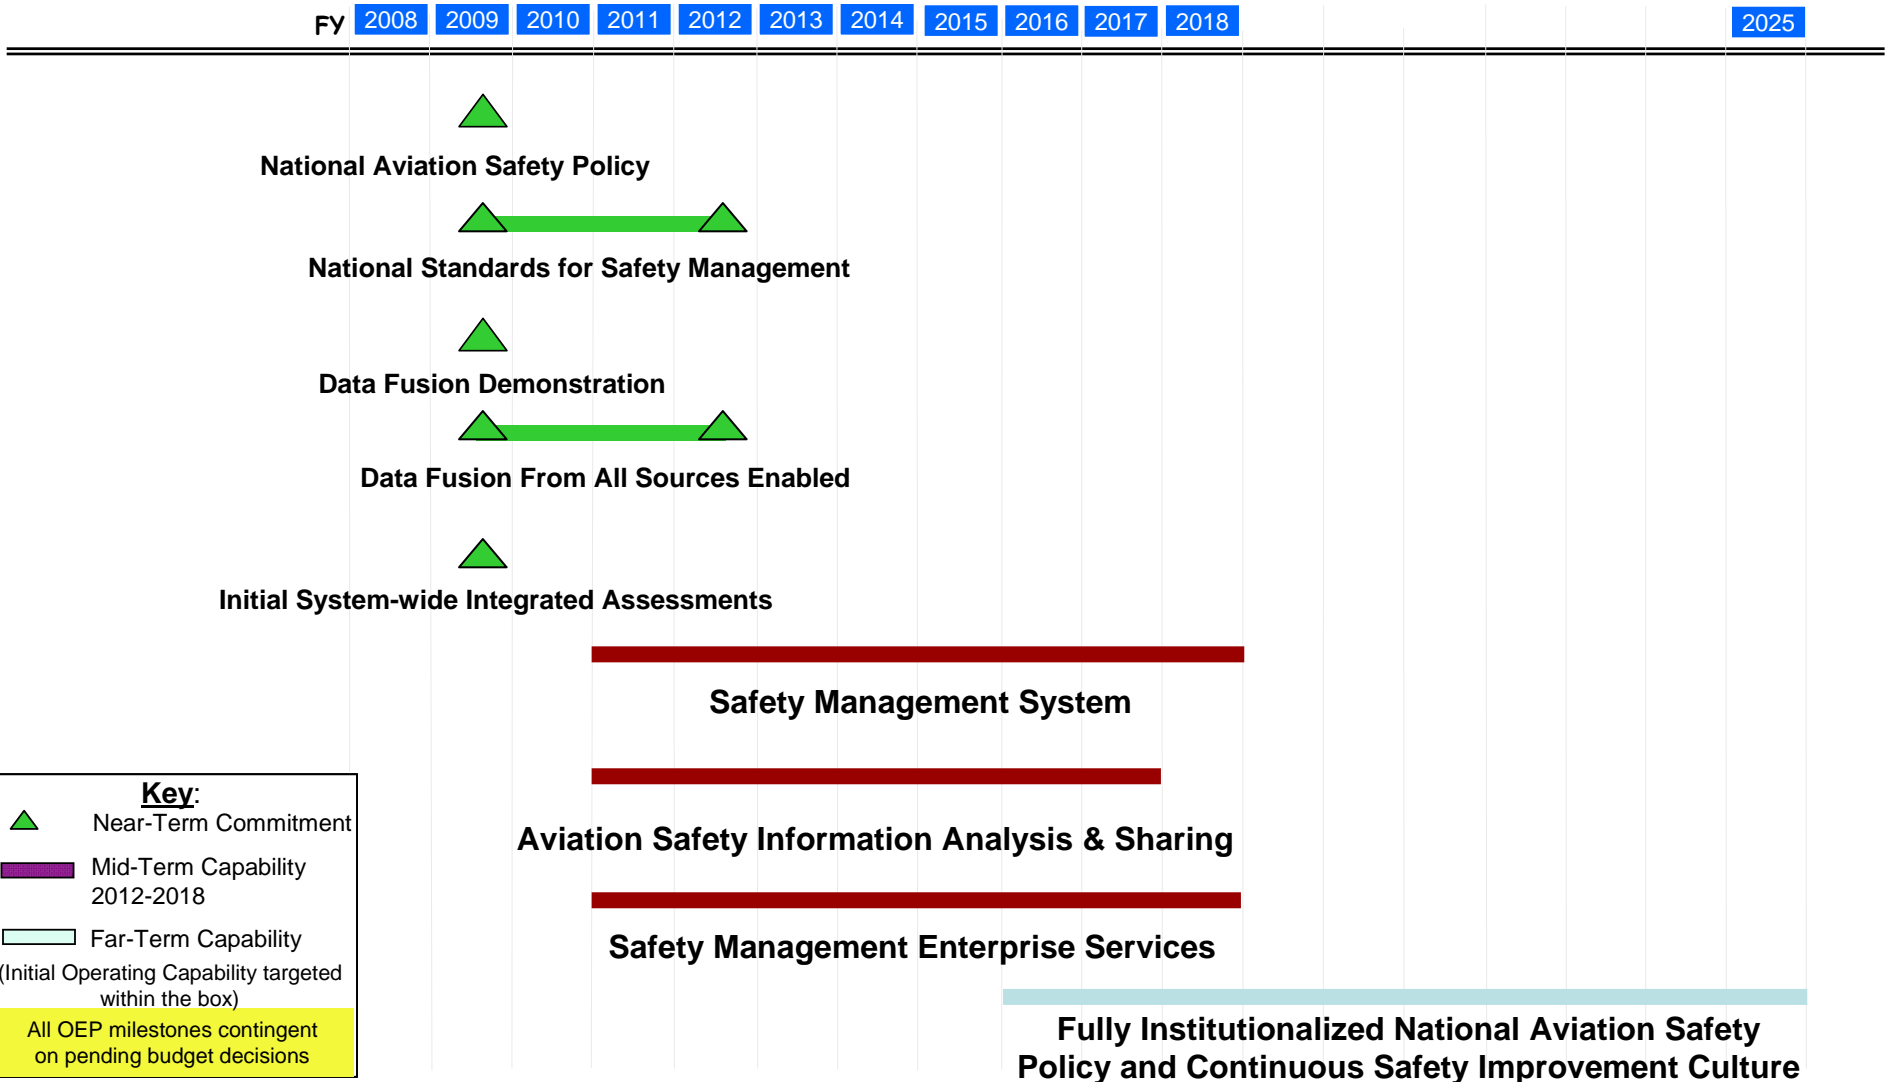 FY 2008 2009 2010 2011 2012 2013 2014 2015 2016 2017 2018 2025
National Aviation Safety Policy
National Standards for Safety Management
Data Fusion Demonstration
Data Fusion From All Sources Enabled
Initial System-wide Integrated Assessments
Safety Management System
Aviation Safety Information Analysis & Sharing
Safety Management Enterprise Services
Fully Institutionalized National Aviation Safety
Policy and Continuous Safety Improvement Culture
Key:
Near-Term Commitment
Mid-Term Capability
2012-2018
Far-Term Capability
(Initial Operating Capability targeted
within the box)
All OEP milestones contingent
on pending budget decisions